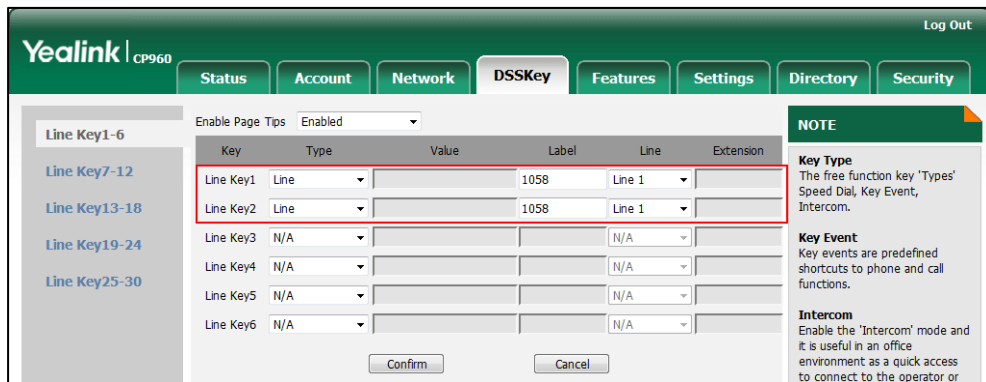 Log Out
Yealink CP960
Status Account Network DSSKey Features Settings Directory Security
Line Key1-6
Line Key7-12
Line Key13-18
Line Key19-24
Line Key25-30
Enable Page Tips Enabled
Key Type Value Label Line Extension
Line Key1 Line 1058 Line 1
Line Key2 Line 1058 Line 1
Line Key3 N/A N/A
Line Key4 N/A N/A
Line Key5 N/A N/A
Line Key6 N/A N/A
Confirm Cancel
NOTE
Key Type
The free function key 'Types'
Speed Dial, Key Event,
Intercom.
Key Event
Key events are predefined
shortcuts to phone and call
functions.
Intercom
Enable the 'Intercom' mode and
it is useful in an office
environment as a quick access
to connect to the operator or